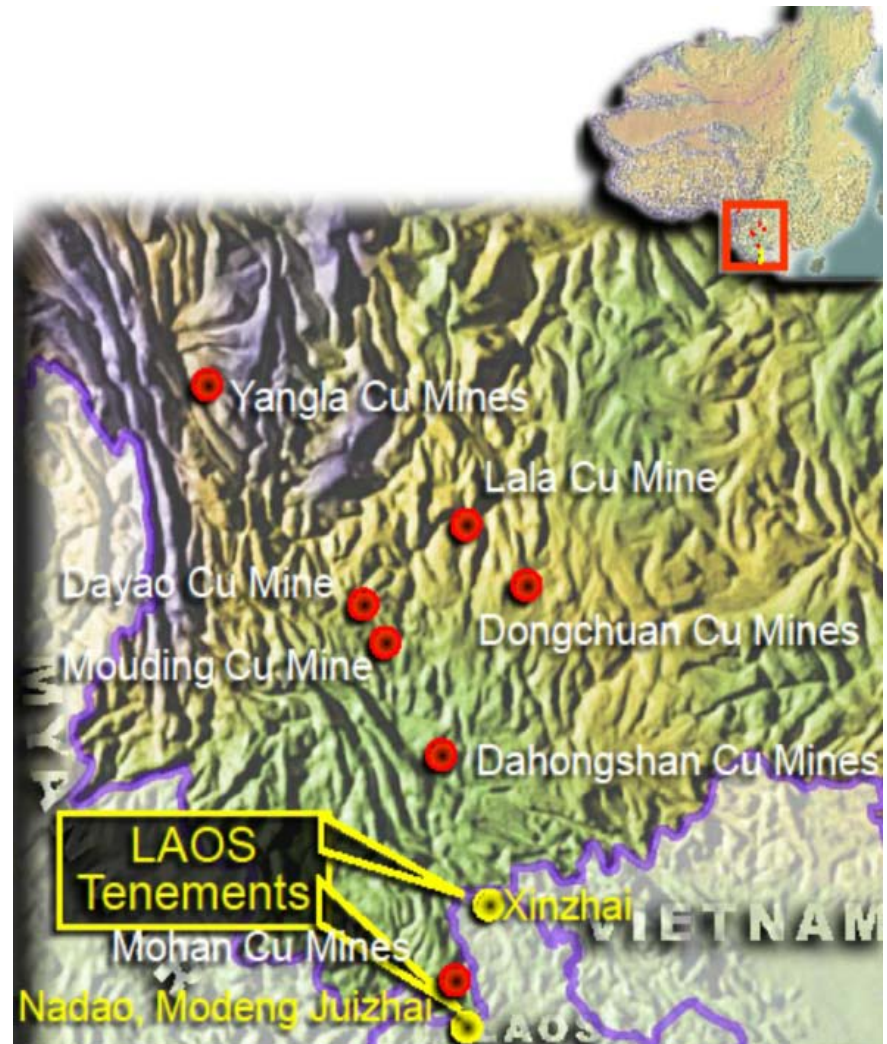 Yangla Cu Mines
Lala Cu Mine
Dayao Cu Mine
Dongchuan Cu Mines
Mouding Cu Mine
MYA
Dahongshan Cu Mines
LAOS
Tenements
Xinzhai
VIETNAM
Mohan Cu Mines
Nadao, Modeng Juizhai
LAOS